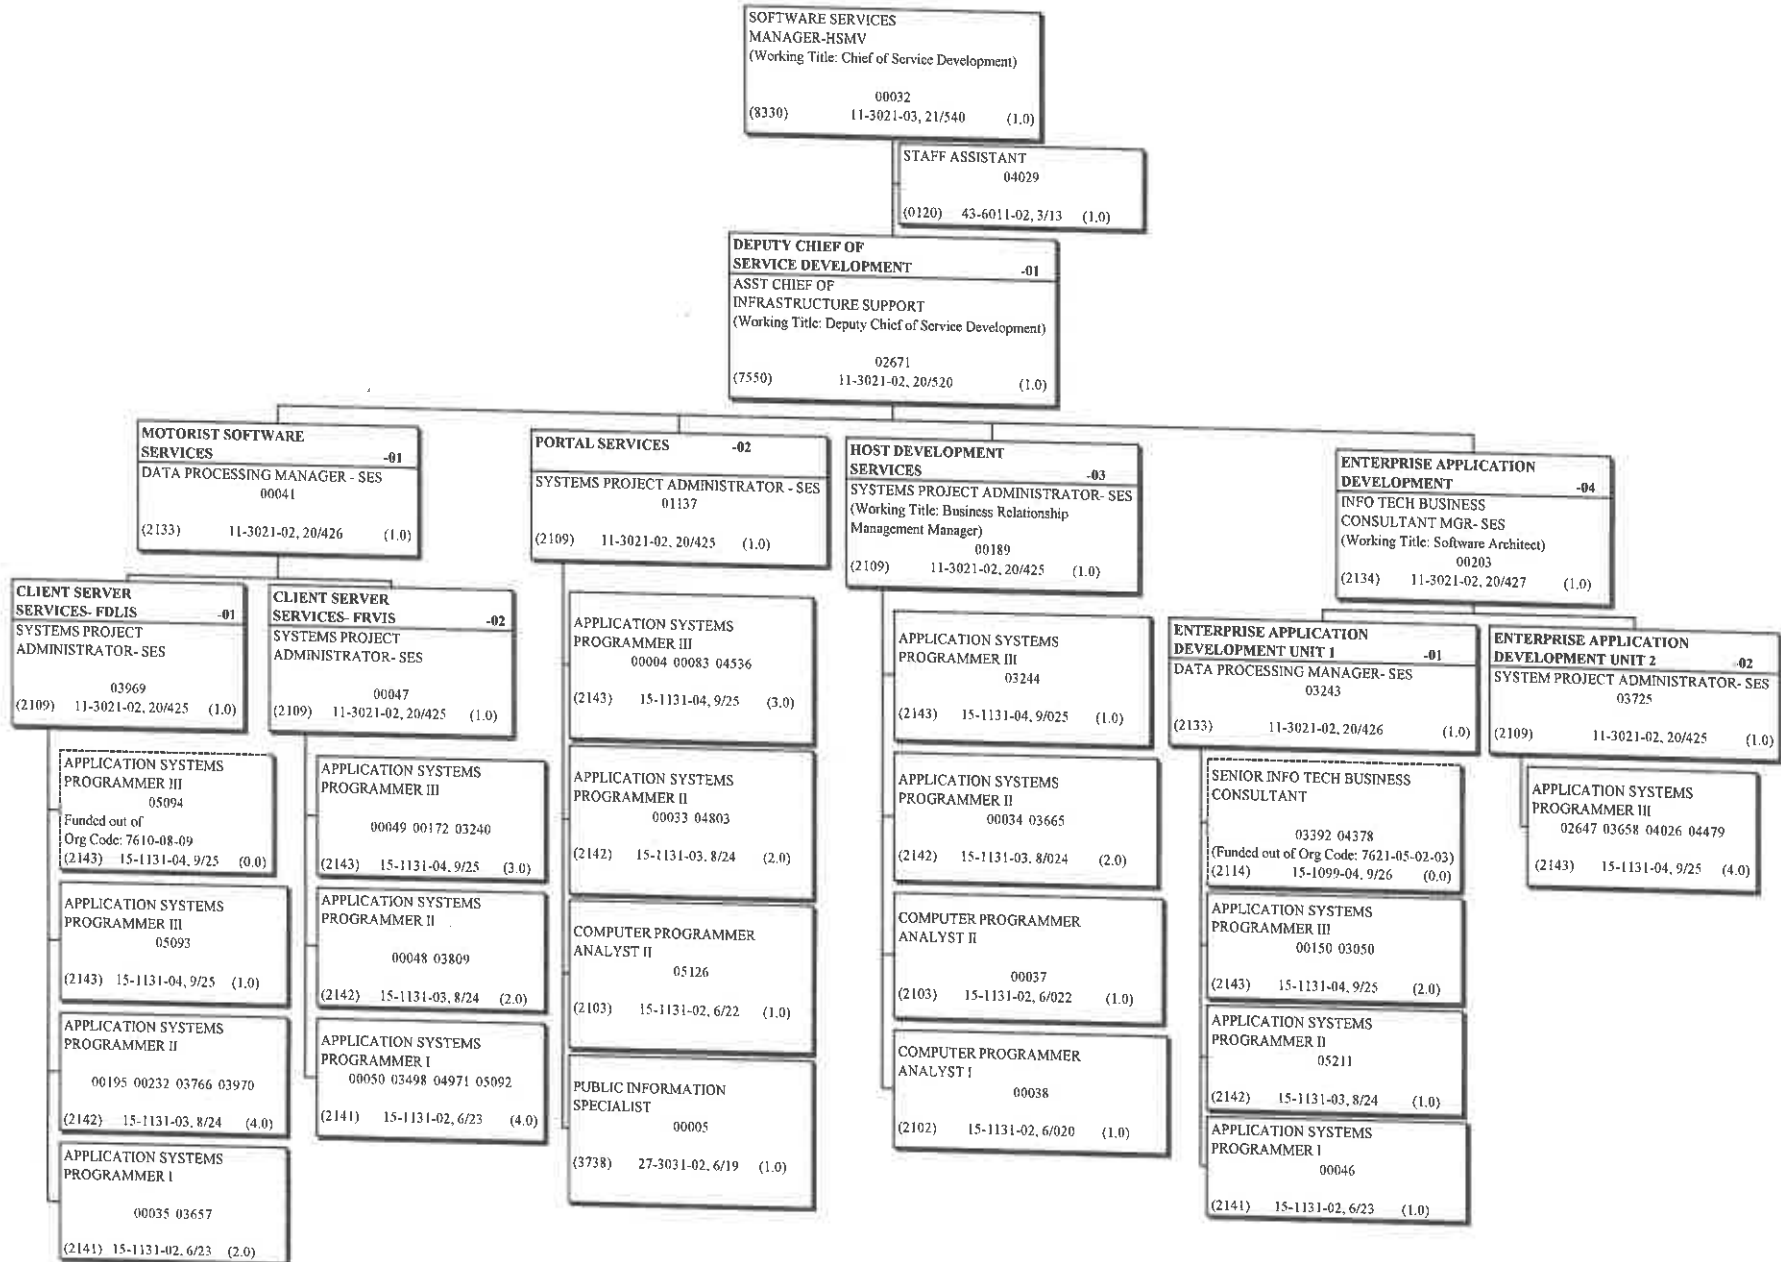 SOFTWARE SERVICES
MANAGER-HSMV
(Working Title: Chief of Service Development)
00032
(8330) 11-3021-03, 21/540 (1.0)
STAFF ASSISTANT
04029
(0120) 43-6011-02, 3/13 (1.0)
DEPUTY CHIEF OF
SERVICE DEVELOPMENT -01
ASST CHIEF OF
INFRASTRUCTURE SUPPORT
(Working Title: Deputy Chief of Service Development)
02671
(7550) 11-3021-02, 20/520 (1.0)
MOTORIST SOFTWARE
SERVICES -01
DATA PROCESSING MANAGER - SES
00041
(2133) 11-3021-02, 20/426 (1.0)
CLIENT SERVER
SERVICES- FDLIS -01
SYSTEMS PROJECT
ADMINISTRATOR- SES
03969
(2109) 11-3021-02, 20/425 (1.0)
APPLICATION SYSTEMS
PROGRAMMER III
05094
Funded out of
Org Code: 7610-08-09
(2143) 15-1131-04, 9/25 (0.0)
APPLICATION SYSTEMS
PROGRAMMER III
05093
(2143) 15-1131-04, 9/25 (1.0)
APPLICATION SYSTEMS
PROGRAMMER II
00195 00232 03766 03970
(2142) 15-1131-03, 8/24 (4.0)
APPLICATION SYSTEMS
PROGRAMMER I
00035 03657
(2141) 15-1131-02, 6/23 (2.0)
CLIENT SERVER
SERVICES- FRVIS -02
SYSTEMS PROJECT
ADMINISTRATOR- SES
00047
(2109) 11-3021-02, 20/425 (1.0)
APPLICATION SYSTEMS
PROGRAMMER III
00049 00172 03240
(2143) 15-1131-04, 9/25 (3.0)
APPLICATION SYSTEMS
PROGRAMMER II
00048 03809
(2142) 15-1131-03, 8/24 (2.0)
APPLICATION SYSTEMS
PROGRAMMER I
00050 03498 04971 05092
(2141) 15-1131-02, 6/23 (4.0)
PORTAL SERVICES -02
SYSTEMS PROJECT ADMINISTRATOR - SES
01137
(2109) 11-3021-02, 20/425 (1.0)
APPLICATION SYSTEMS
PROGRAMMER III
00004 00083 04536
(2143) 15-1131-04, 9/25 (3.0)
APPLICATION SYSTEMS
PROGRAMMER II
00033 04803
(2142) 15-1131-03, 8/24 (2.0)
COMPUTER PROGRAMMER
ANALYST II
05126
(2103) 15-1131-02, 6/22 (1.0)
PUBLIC INFORMATION
SPECIALIST
00005
(3738) 27-3031-02, 6/19 (1.0)
HOST DEVELOPMENT
SERVICES -03
SYSTEMS PROJECT ADMINISTRATOR- SES
(Working Title: Business Relationship
Management Manager)
00189
(2109) 11-3021-02, 20/425 (1.0)
APPLICATION SYSTEMS
PROGRAMMER III
03244
(2143) 15-1131-04, 9/025 (1.0)
APPLICATION SYSTEMS
PROGRAMMER II
00034 03665
(2142) 15-1131-03, 8/024 (2.0)
COMPUTER PROGRAMMER
ANALYST II
00037
(2103) 15-1131-02, 6/022 (1.0)
COMPUTER PROGRAMMER
ANALYST I
00038
(2102) 15-1131-02, 6/020 (1.0)
ENTERPRISE APPLICATION
DEVELOPMENT -04
INFO TECH BUSINESS
CONSULTANT MGR- SES
(Working Title: Software Architect)
00203
(2134) 11-3021-02, 20/427 (1.0)
ENTERPRISE APPLICATION
DEVELOPMENT UNIT 1 -01
DATA PROCESSING MANAGER- SES
03243
(2133) 11-3021-02, 20/426 (1.0)
SENIOR INFO TECH BUSINESS
CONSULTANT
03392 04378
(Funded out of Org Code: 7621-05-02-03)
(2114) 15-1099-04, 9/26 (0.0)
APPLICATION SYSTEMS
PROGRAMMER III
00150 03050
(2143) 15-1131-04, 9/25 (2.0)
APPLICATION SYSTEMS
PROGRAMMER II
05211
(2142) 15-1131-03, 8/24 (1.0)
APPLICATION SYSTEMS
PROGRAMMER I
00046
(2141) 15-1131-02, 6/23 (1.0)
ENTERPRISE APPLICATION
DEVELOPMENT UNIT 2 -02
SYSTEM PROJECT ADMINISTRATOR- SES
03725
(2109) 11-3021-02, 20/425 (1.0)
APPLICATION SYSTEMS
PROGRAMMER III
02647 03658 04026 04479
(2143) 15-1131-04, 9/25 (4.0)